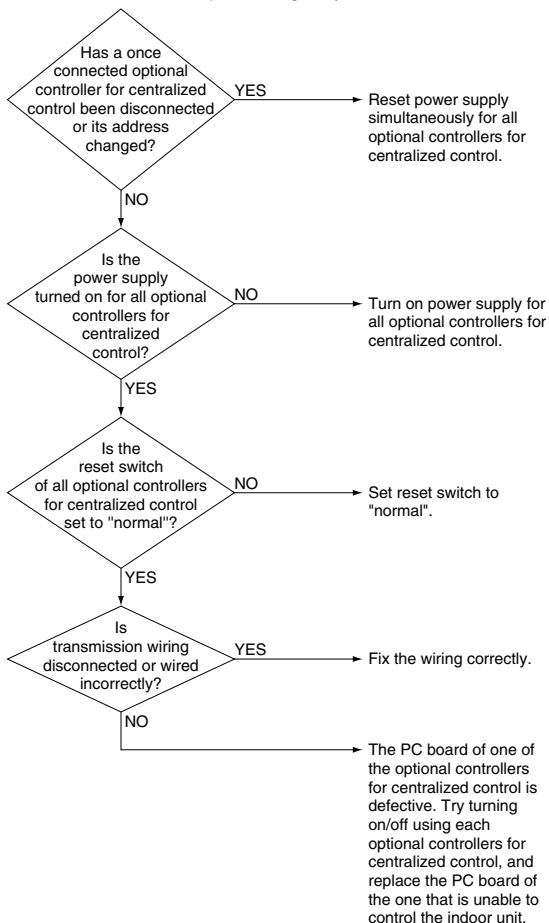 Has a once
connected optional
controller for centralized
control been disconnected
or its address
changed?
YES
Reset power supply
simultaneously for all
optional controllers for
centralized control.
NO
Is the
power supply
turned on for all optional
controllers for
centralized
control?
NO
Turn on power supply for
all optional controllers for
centralized control.
YES
Is the
reset switch
of all optional controllers
for centralized control
set to "normal"?
NO
Set reset switch to
"normal".
YES
Is
transmission wiring
disconnected or wired
incorrectly?
YES
Fix the wiring correctly.
NO
The PC board of one of
the optional controllers
for centralized control is
defective. Try turning
on/off using each
optional controllers for
centralized control, and
replace the PC board of
the one that is unable to
control the indoor unit.